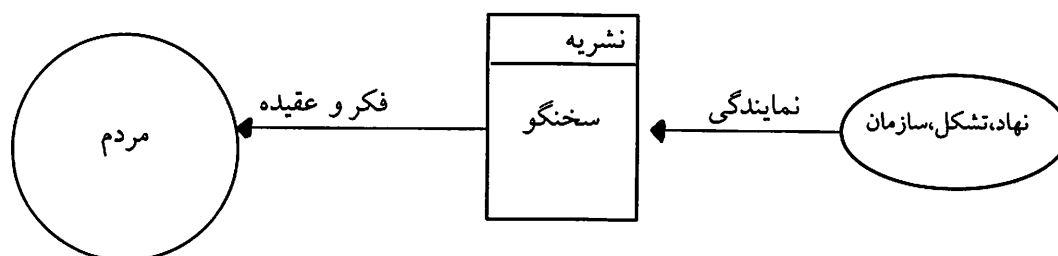 نشریه
نهاد،تشکل،سازمان
نمایندگی
سخنگو
فکر و عقیده
مردم